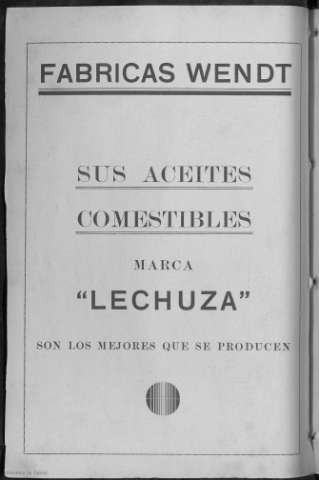 FABRICAS WENDT
SUS ACEITES
COMESTIBLES
MARCA
"LECHUZA"
SON LOS MEJORES QUE SE PRODUCEN